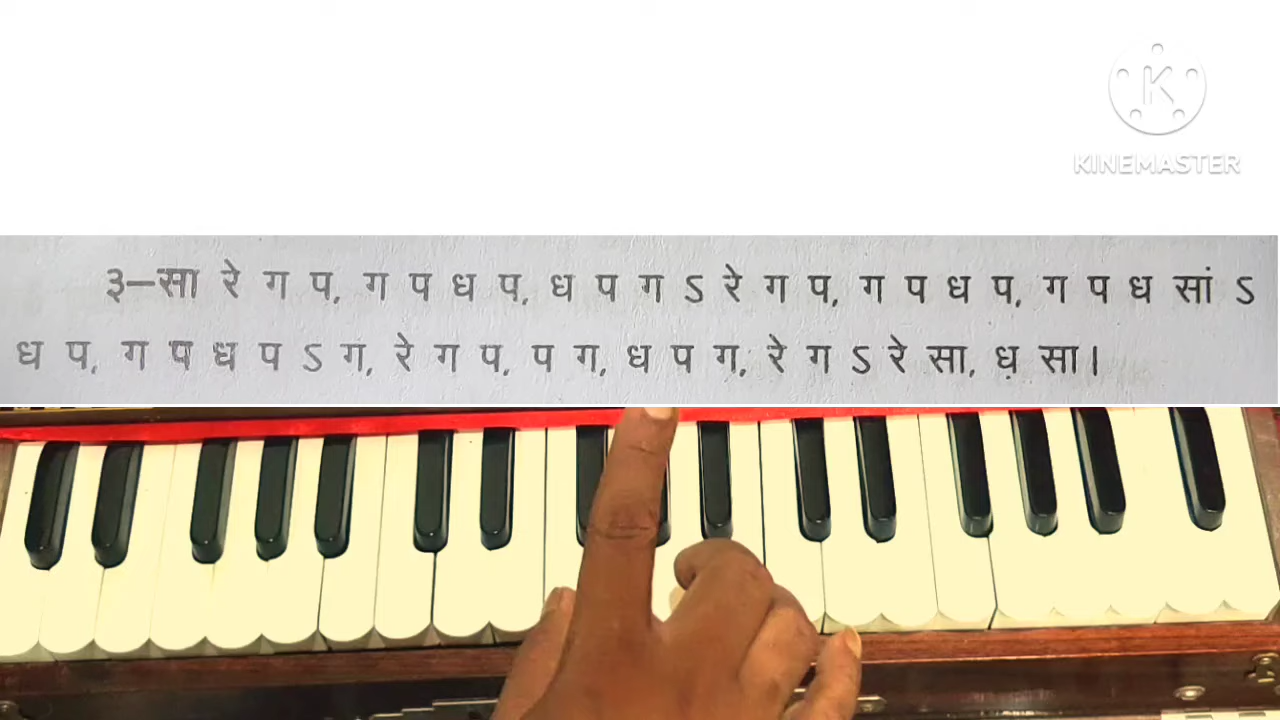 KINEMASTER
३–सा रे ग प, ग प ध प, ध प ग ऽ रे ग प, ग प ध प, ग प ध सां ऽ
ध प, ग प ध प ऽ ग, रे ग प, प ग, ध प ग, रे ग ऽ रे सा, ध़ सा।